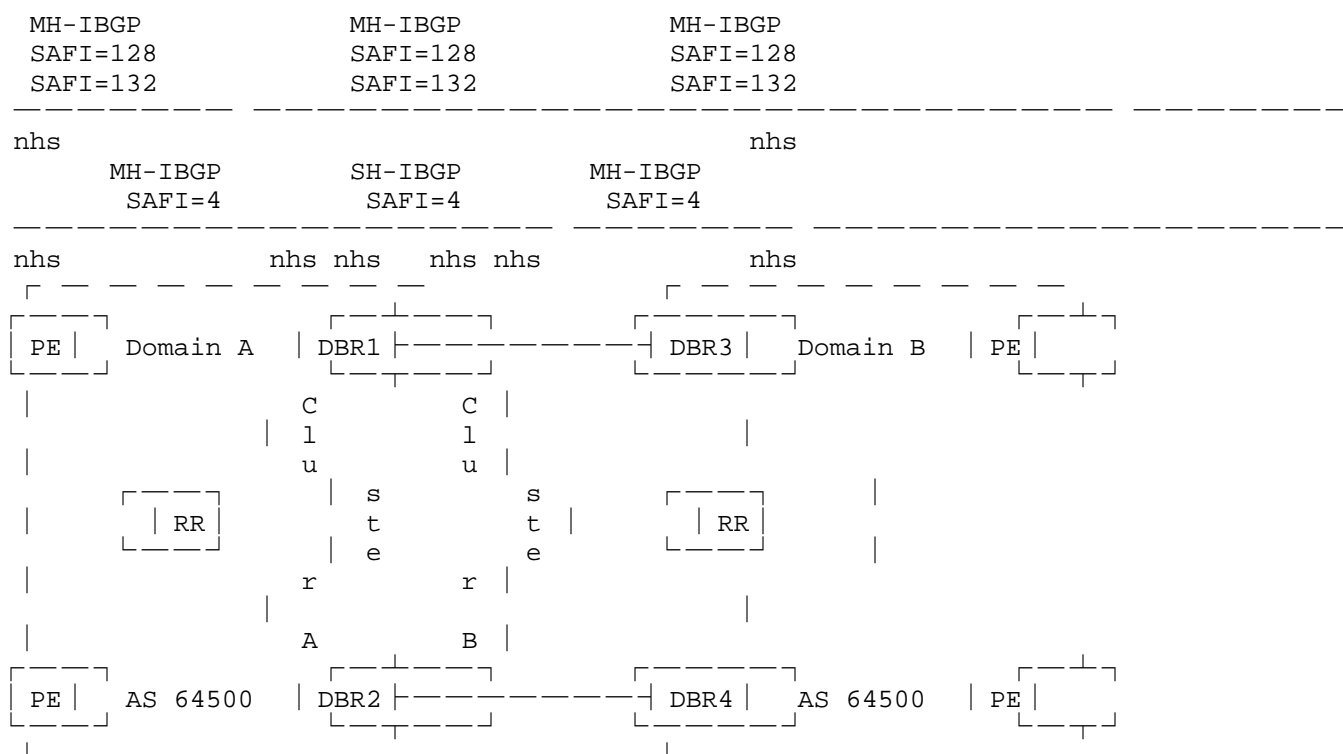 MH-IBGP MH-IBGP MH-IBGP
SAFI=128 SAFI=128 SAFI=128
SAFI=132 SAFI=132 SAFI=132
nhs nhs
MH-IBGP SH-IBGP MH-IBGP
SAFI=4 SAFI=4 SAFI=4
nhs nhs nhs nhs nhs nhs
PE Domain A DBR1 DBR3 Domain B PE
C C
l l
u u
s s
RR t t RR
e e
r r
A B
PE AS 64500 DBR2 DBR4 AS 64500 PE